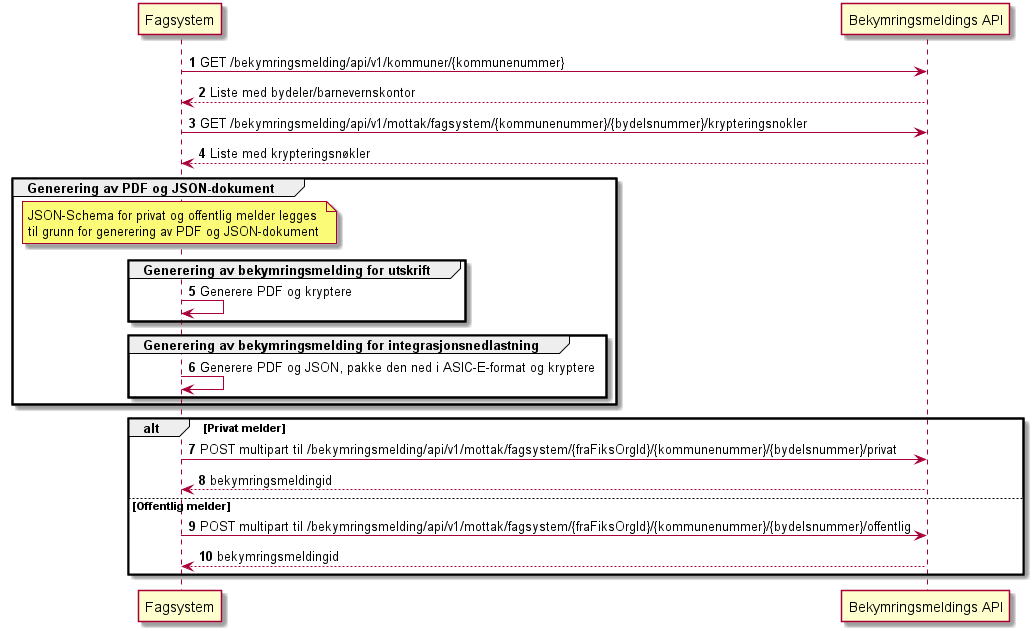 Fagsystem
Bekymringsmeldings API
1 GET /bekymringsmelding/api/v1/kommuner/{kommunenummer}
2 Liste med bydeler/barnevernskontor
3 GET /bekymringsmelding/api/v1/mottak/fagsystem/{kommunenummer}/{bydelsnummer}/krypteringsnokler
4 Liste med krypteringsnøkler
Generering av PDF og JSON-dokument
JSON-Schema for privat og offentlig melder legges
til grunn for generering av PDF og JSON-dokument
Generering av bekymringsmelding for utskrift
5 Generere PDF og kryptere
Generering av bekymringsmelding for integrasjonsnedlastning
6 Generere PDF og JSON, pakke den ned i ASIC-E-format og kryptere
alt [Privat melder]
7 POST multipart til /bekymringsmelding/api/v1/mottak/fagsystem/{fraFiksOrgId}/{kommunenummer}/{bydelsnummer}/privat
8 bekymringsmeldingid
[Offentlig melder]
9 POST multipart til /bekymringsmelding/api/v1/mottak/fagsystem/{fraFiksOrgId}/{kommunenummer}/{bydelsnummer}/offentlig
10 bekymringsmeldingid
Fagsystem
Bekymringsmeldings API